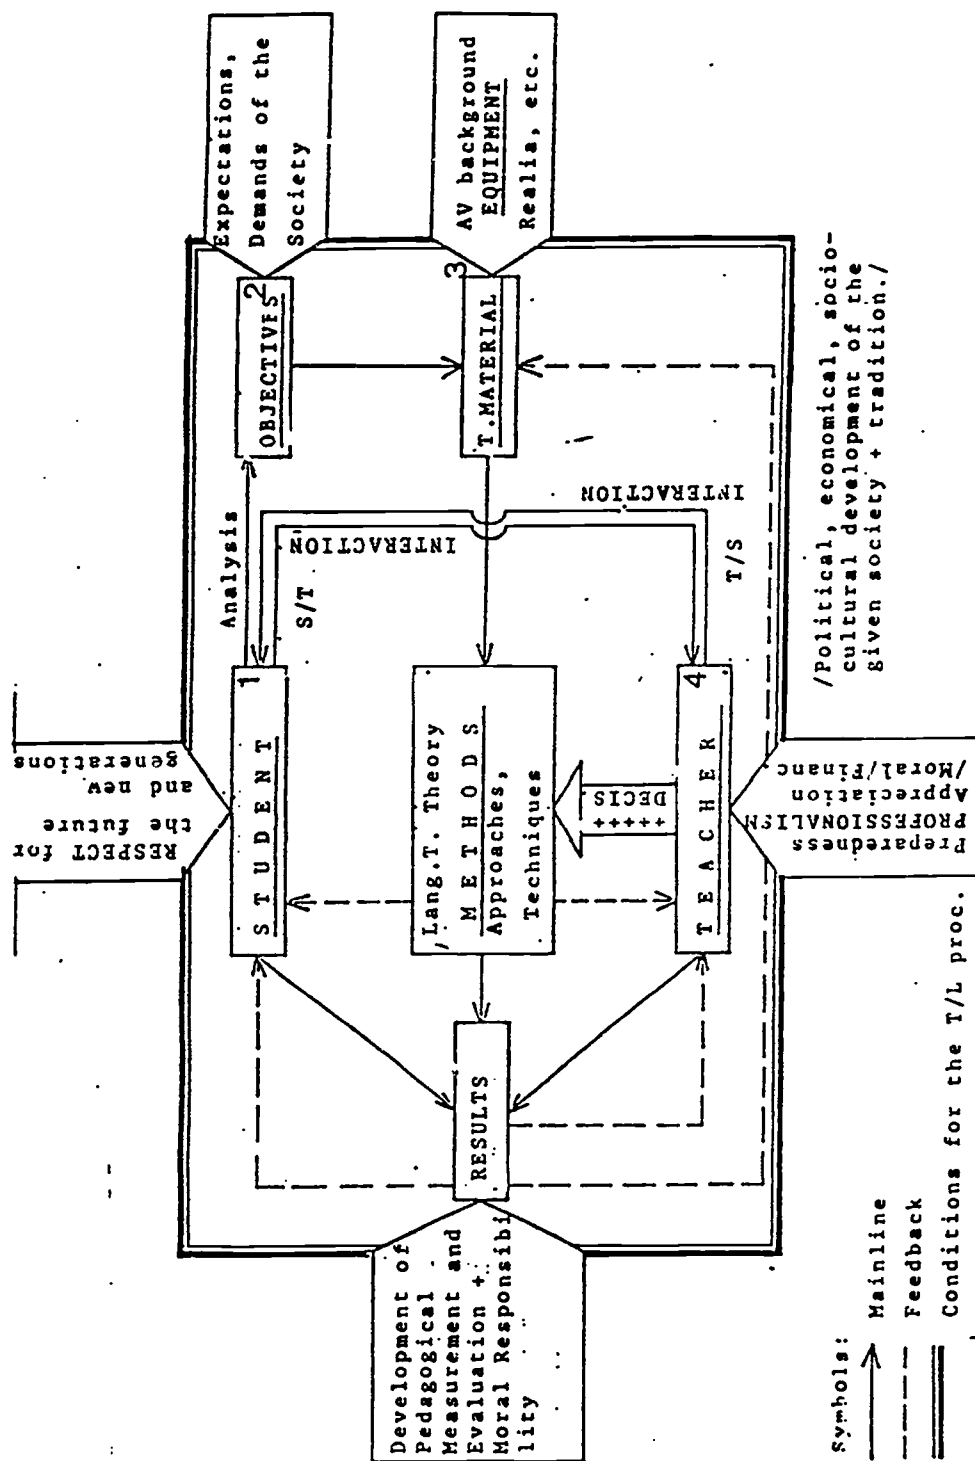 Expectations,
Demands of the
Society
AV background
EQUIPMENT
Realia, etc.
2
OBJECTIVES
3
T.MATERIAL
/Political, economical, socio-
cultural development of the
given society + tradition./
Analysis
S/T
INTERACTION
INTERACTION
T/S
RESPECT for
the future
and new
generations
1
STUDENT
/Lang.T. Theory
METHODS
Approaches,
Techniques
DECIS
+++++
4
TEACHER
Preparedness
PROFESSIONALISM
Appreciation
/Moral/Financ
RESULTS
Development of
Pedagogical
Measurement and
Evaluation +
Moral Responsibi
lity
Symbols:
Mainline
Feedback
Conditions for the T/L proc.